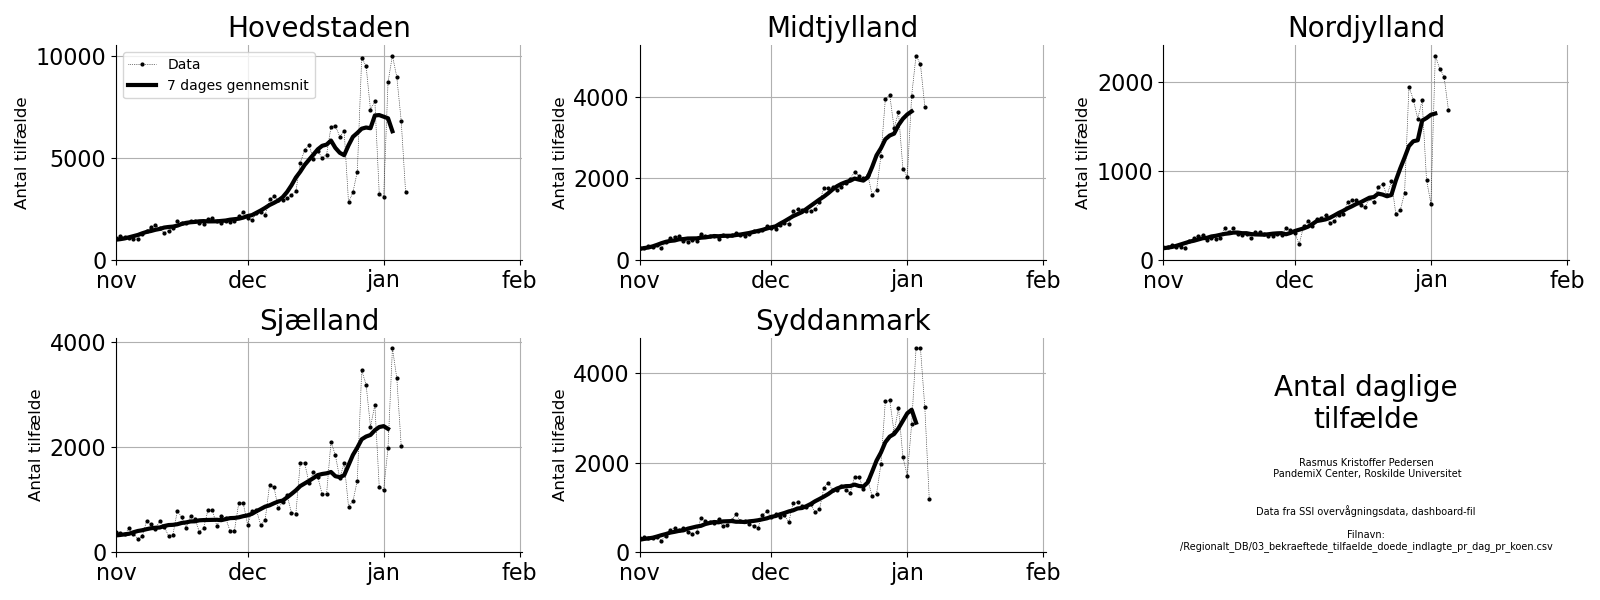 Hovedstaden
Midtjylland
Nordjylland
Antal tilfælde
10000
5000
0
Data
7 dages gennemsnit
nov
dec
jan
feb
Antal tilfælde
4000
2000
0
nov
dec
jan
feb
Antal tilfælde
2000
1000
0
nov
dec
jan
feb
Sjælland
Antal tilfælde
4000
2000
0
nov
dec
jan
feb
Syddanmark
Antal tilfælde
4000
2000
0
nov
dec
jan
feb
Antal daglige
tilfælde
Rasmus Kristoffer Pedersen
PandemiX Center, Roskilde Universitet
Data fra SSI overvågningsdata, dashboard-fil
Filnavn:
/Regionalt_DB/03_bekraeftede_tilfaelde_doede_indlagte_pr_dag_pr_koen.csv